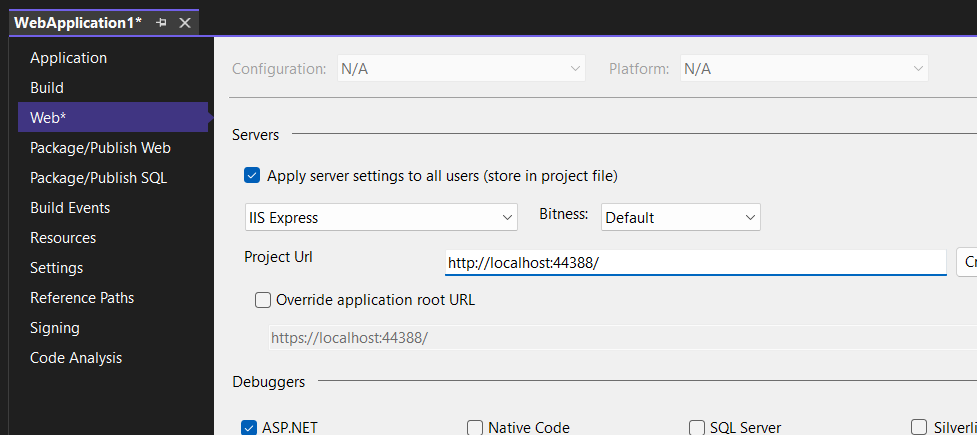 WebApplication1*
Application
Build
Web*
Package/Publish Web
Package/Publish SQL
Build Events
Resources
Settings
Reference Paths
Signing
Code Analysis
Configuration: N/A Platform: N/A
Servers
Apply server settings to all users (store in project file)
IIS Express Bitness: Default
Project Url http://localhost:44388/ Cr
Override application root URL
https://localhost:44388/
Debuggers
ASP.NET Native Code SQL Server Silverli